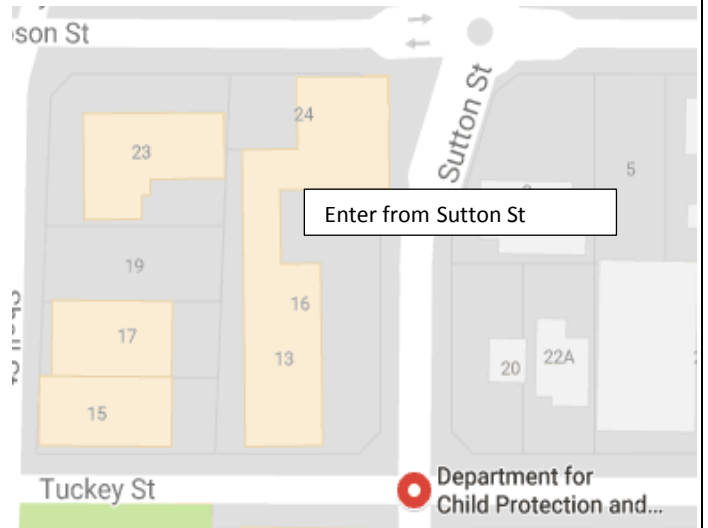 son St
24
Sutton St
23
5
Enter from Sutton St
19
16
17
13
20
22A
15
Tuckey St
Department for
Child Protection and...